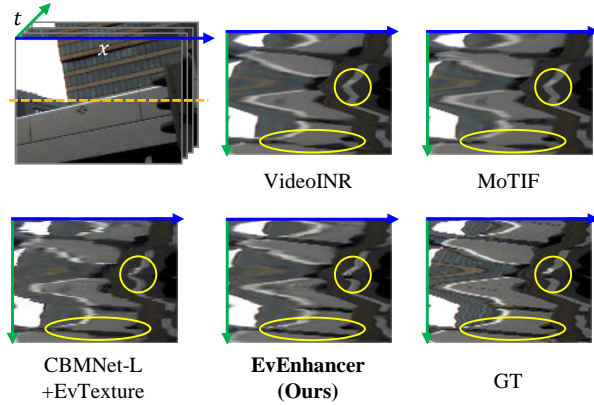 t
x
VideoINR
MoTIF
CBMNet-L
+EvTexture
EvEnhancer
(Ours)
GT